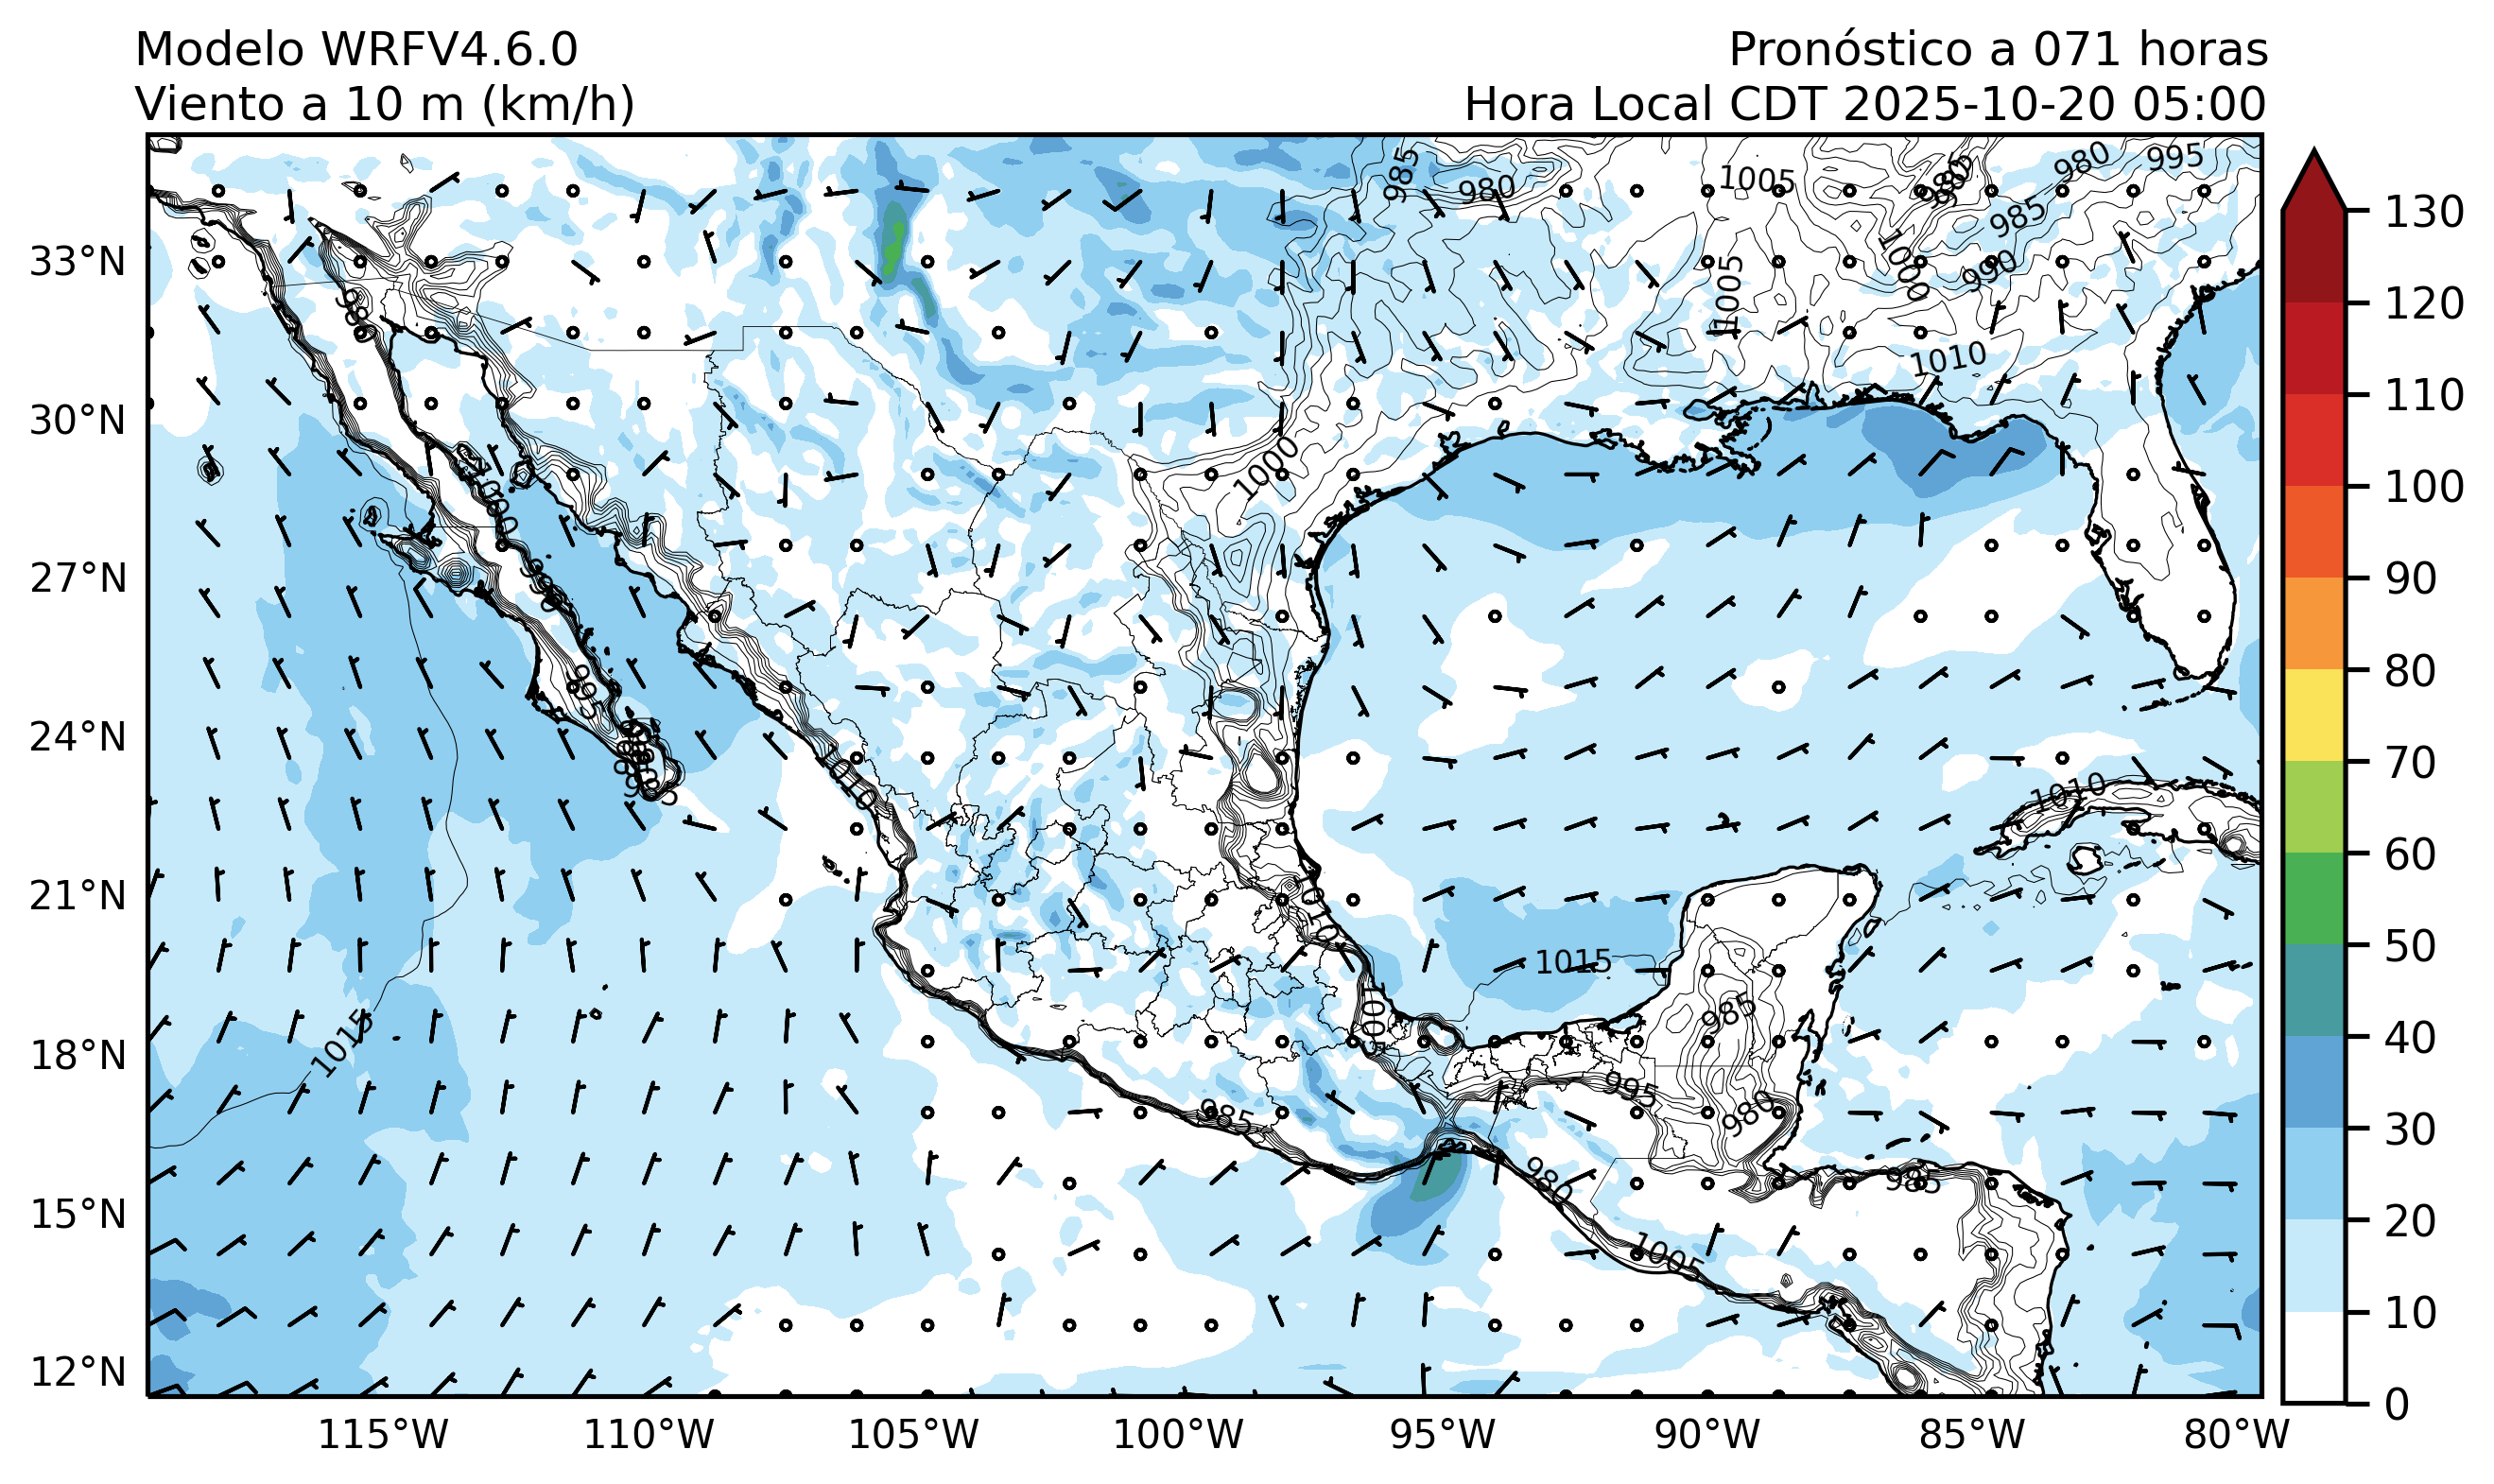 Modelo WRFV4.6.0
Pronóstico a 071 horas
Viento a 10 m (km/h)
Hora Local CDT 2025-10-20 05:00
985
980
1005
980
980
995
985
1000
990
1005
33°N
1010
30°N
1000
27°N
985
24°N
1010
1010
21°N
1010
1015
1005
985
1015
18°N
995
985
980
980
985
15°N
1005
12°N
115°W
110°W
105°W
100°W
95°W
90°W
85°W
80°W
130
120
110
100
90
80
70
60
50
40
30
20
10
0